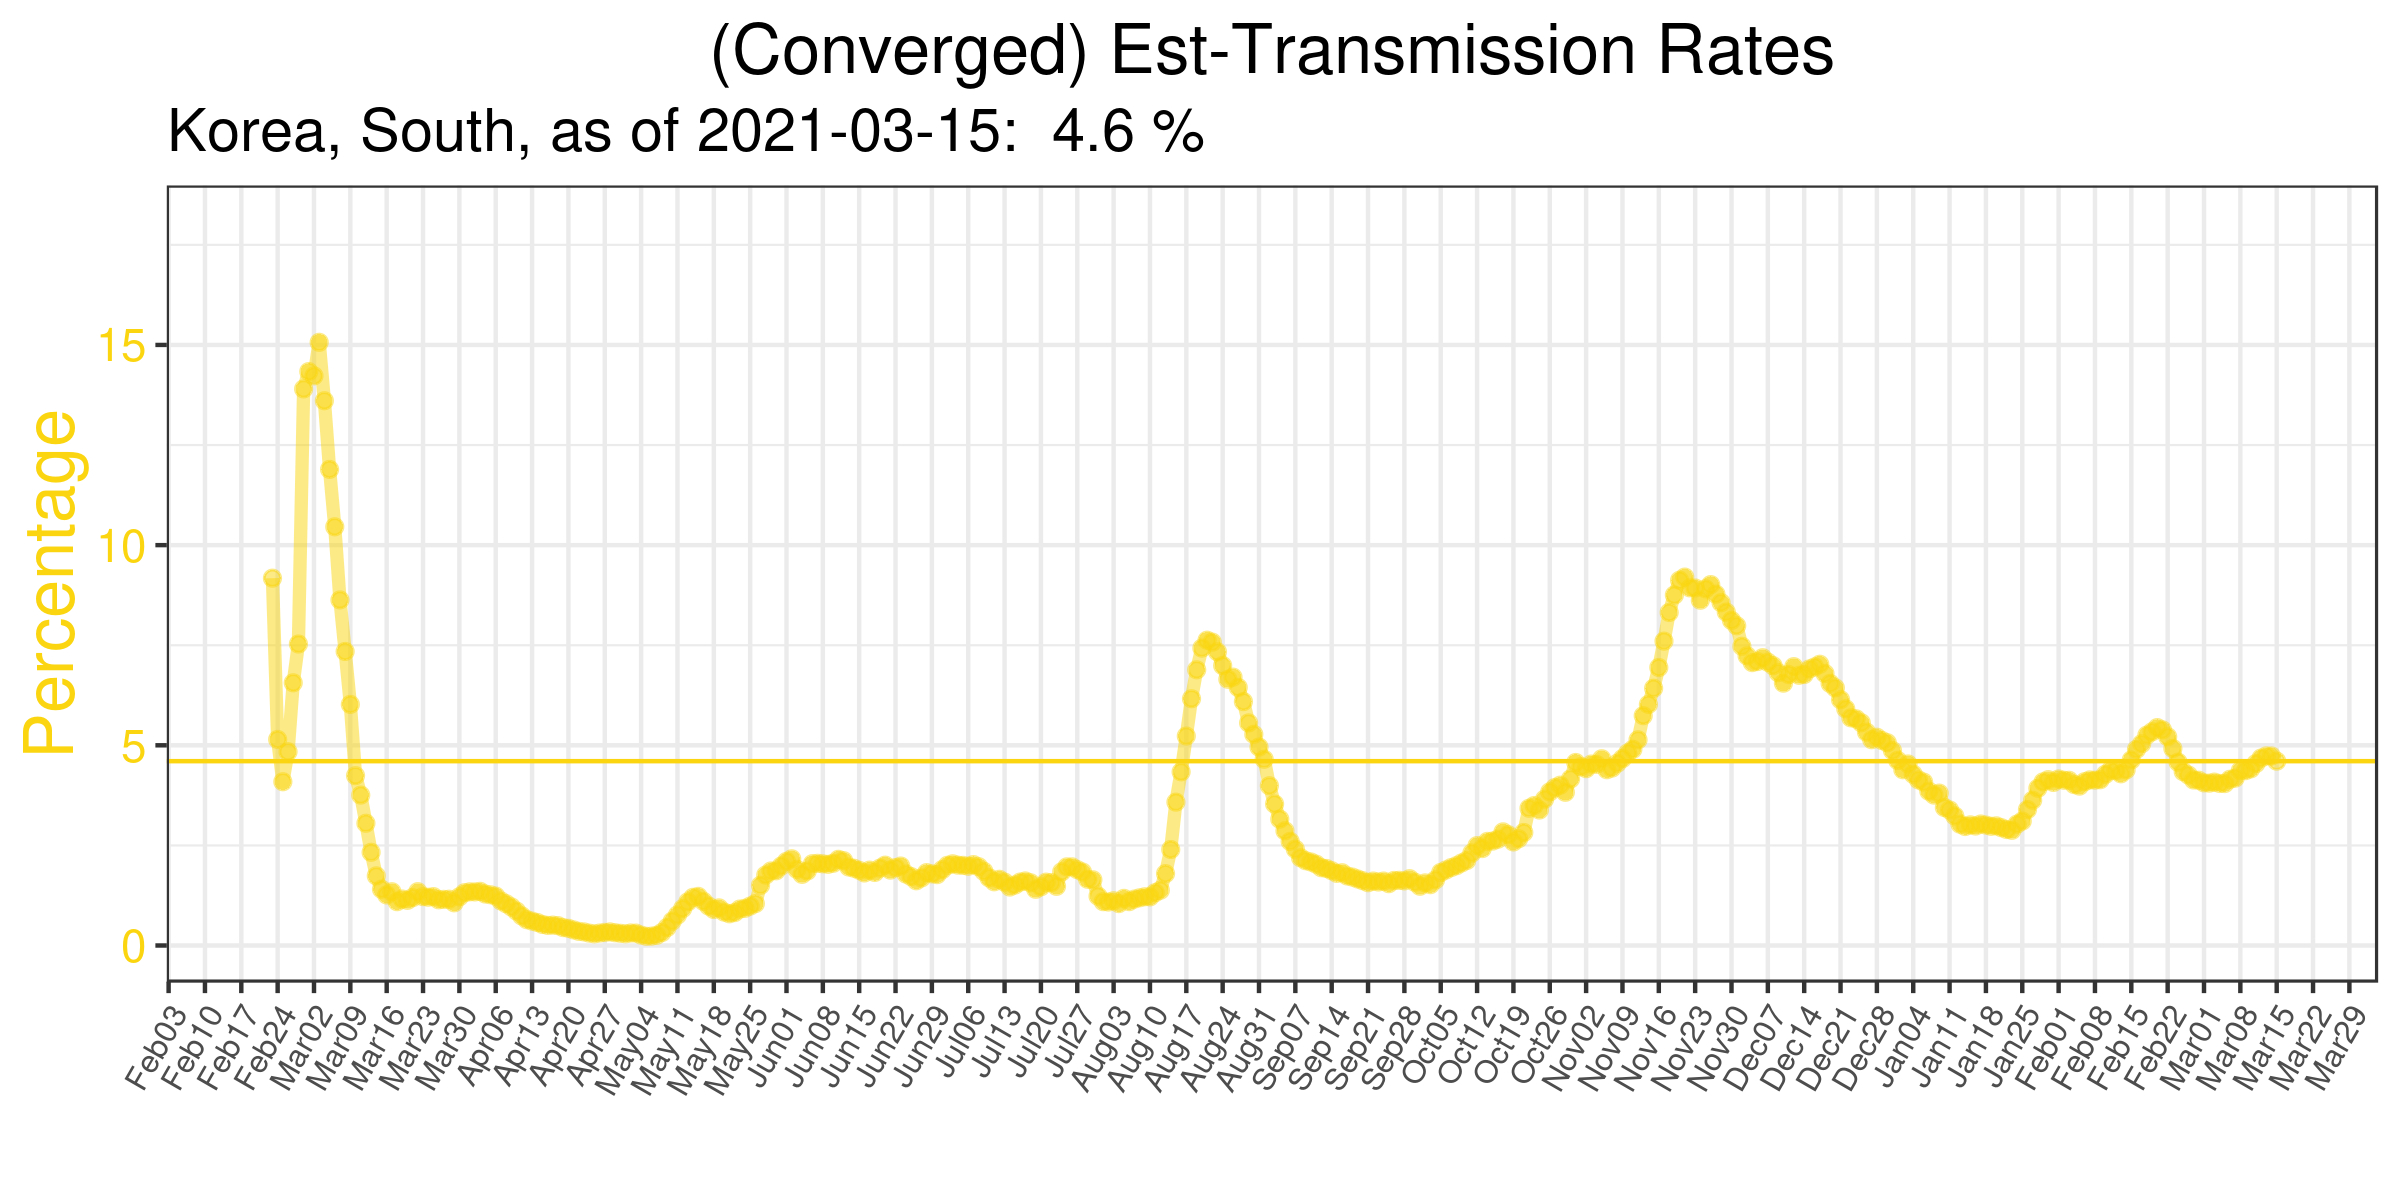 (Converged) Est-Transmission Rates
Korea, South, as of 2021-03-15:  4.6 %
Percentage
15
10
5
0
Feb03 Feb10 Feb17 Feb24 Mar02 Mar09 Mar16 Mar23 Mar30 Apr06 Apr13 Apr20 Apr27 May04 May11 May18 May25 Jun01 Jun08 Jun15 Jun22 Jun29 Jul06 Jul13 Jul20 Jul27 Aug03 Aug10 Aug17 Aug24 Aug31 Sep07 Sep14 Sep21 Sep28 Oct05 Oct12 Oct19 Oct26 Nov02 Nov09 Nov16 Nov23 Nov30 Dec07 Dec14 Dec21 Dec28 Jan04 Jan11 Jan18 Jan25 Feb01 Feb08 Feb15 Feb22 Mar01 Mar08 Mar15 Mar22 Mar29